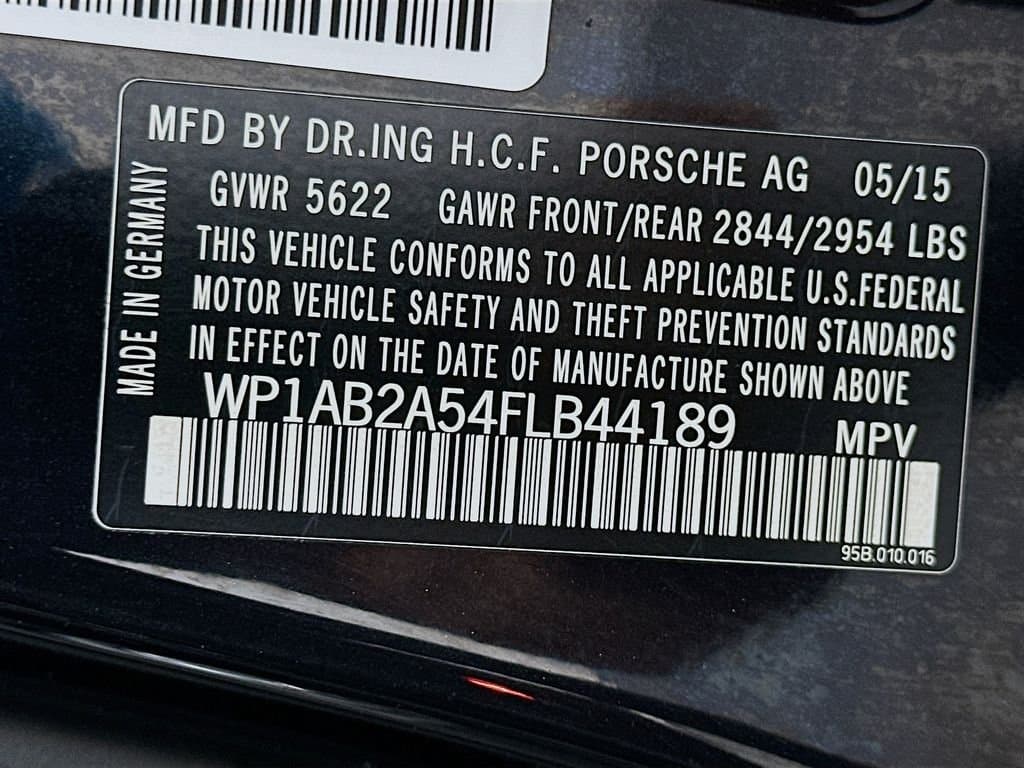 MFD BY DR.ING H.C.F. PORSCHE AG 05/15
GVWR 5622 GAWR FRONT/REAR 2844/2954 LBS
THIS VEHICLE CONFORMS TO ALL APPLICABLE U.S.FEDERAL
MOTOR VEHICLE SAFETY AND THEFT PREVENTION STANDARDS
IN EFFECT ON THE DATE OF MANUFACTURE SHOWN ABOVE
WP1AB2A54FLB44189 MPV
95B.010.016
MADE IN GERMANY